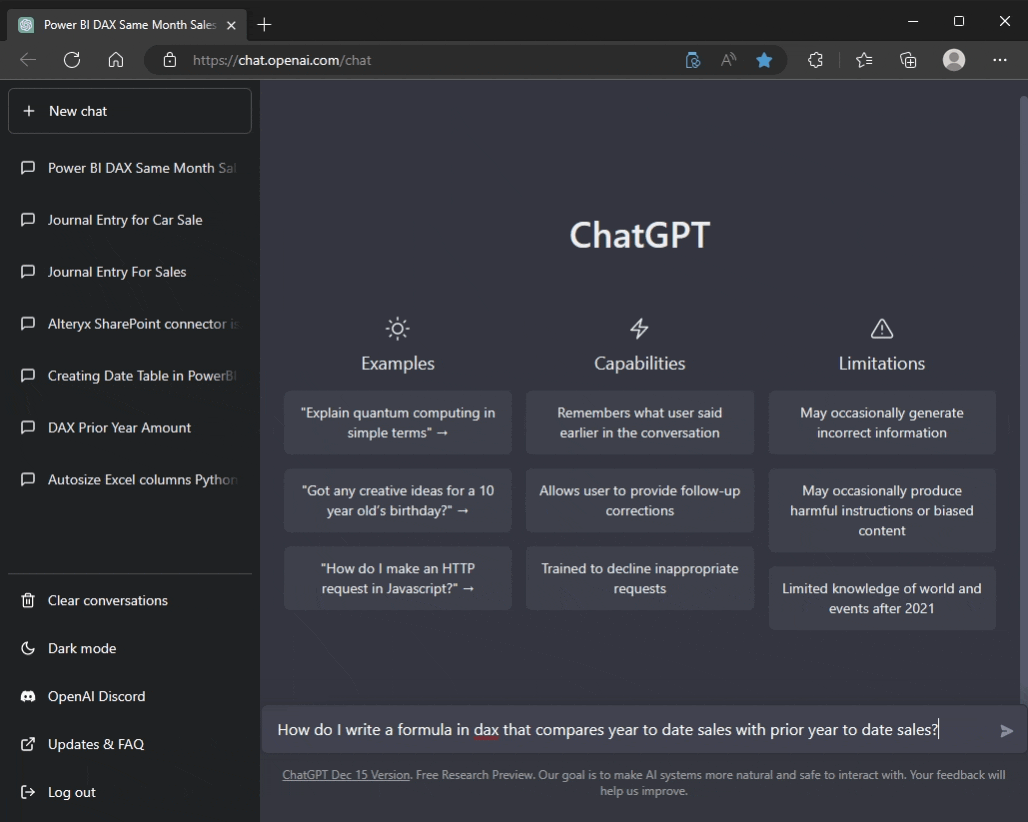 Power BI DAX Same Month Sales
https://chat.openai.com/chat
New chat
Power BI DAX Same Month Sal
Journal Entry for Car Sale
Journal Entry For Sales
Alteryx SharePoint connector is
Creating Date Table in PowerBI
DAX Prior Year Amount
Autosize Excel columns Python
Clear conversations
Dark mode
OpenAI Discord
Updates & FAQ
Log out
ChatGPT
Examples
"Explain quantum computing in
simple terms" →
"Got any creative ideas for a 10
year old's birthday?" →
"How do I make an HTTP
request in Javascript?" →
Capabilities
Remembers what user said
earlier in the conversation
Allows user to provide follow-up
corrections
Trained to decline inappropriate
requests
Limitations
May occasionally generate
incorrect information
May occasionally produce
harmful instructions or biased
content
Limited knowledge of world and
events after 2021
How do I write a formula in dax that compares year to date sales with prior year to date sales?
ChatGPT Dec 15 Version. Free Research Preview. Our goal is to make AI systems more natural and safe to interact with. Your feedback will
help us improve.